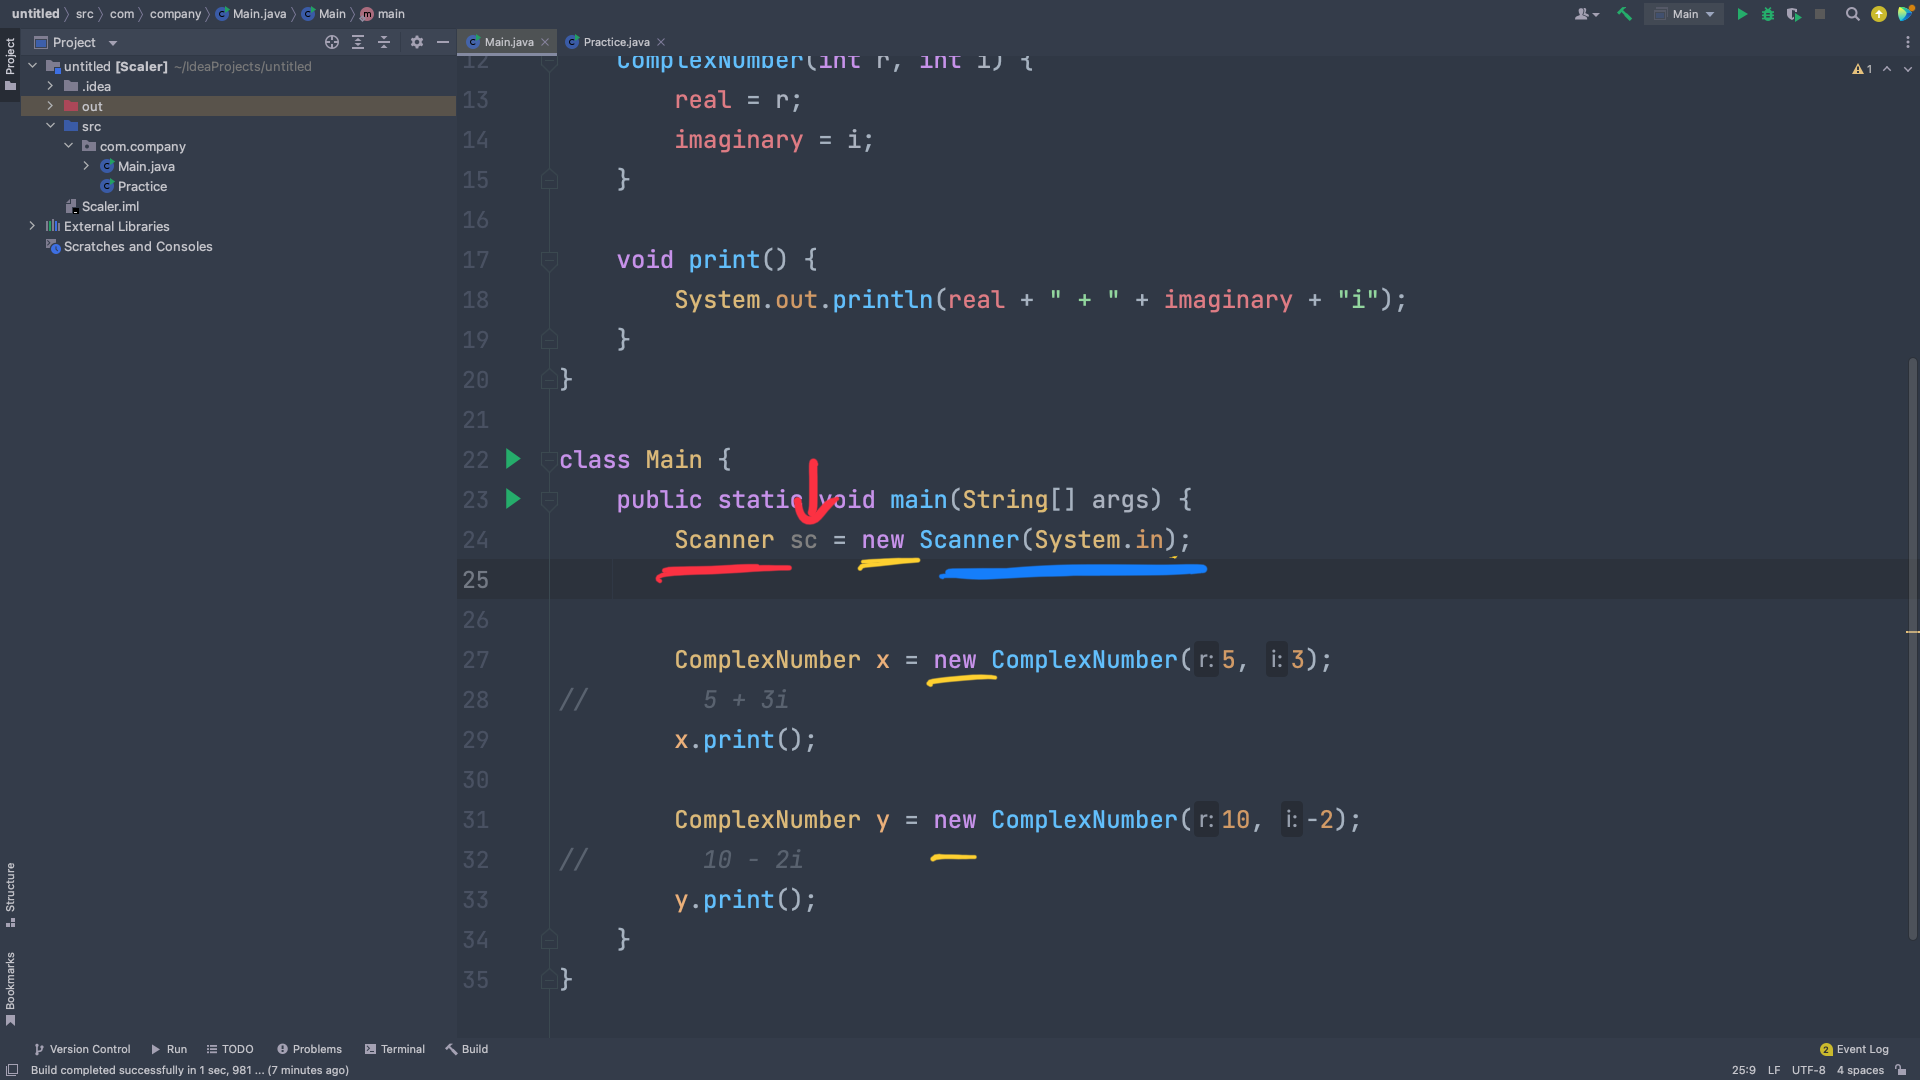 untitled src com company Main.java Main main
Main
Project
Project
Main.java
Practice.java
untitled [Scaler] ~/IdeaProjects/untitled
.idea
out
src
com.company
Main.java
Practice
Scaler.iml
External Libraries
Scratches and Consoles
1
12 ComplexNumber(int r, int i) {
13 real = r;
14 imaginary = i;
15 }
16
17 void print() {
18 System.out.println(real + " + " + imaginary + "i");
19 }
20 }
21
22 class Main {
23 public static void main(String[] args) {
24 Scanner sc = new Scanner(System.in);
25
26
27 ComplexNumber x = new ComplexNumber( r: 5, i: 3);
28 // 5 + 3i
29 x.print();
30
31 ComplexNumber y = new ComplexNumber( r: 10, i: -2);
32 // 10 - 2i
33 y.print();
34 }
35 }
Structure
Bookmarks
Version Control Run TODO Problems Terminal Build
2 Event Log
Build completed successfully in 1 sec, 981 ... (7 minutes ago)
25:9 LF UTF-8 4 spaces